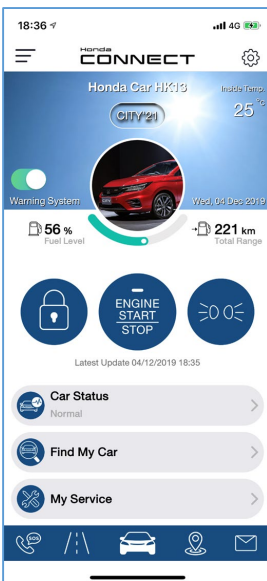 18:36
4G
Honda
CONNECT
Honda Car HK13
Inside Temp.
CITY'21
25 °C
Warning System
Wed, 04 Dec 2019
56 %
Fuel Level
221 km
Total Range
ENGINE
START
STOP
Latest Update 04/12/2019 18:35
Car Status
Normal
Find My Car
My Service
SOS